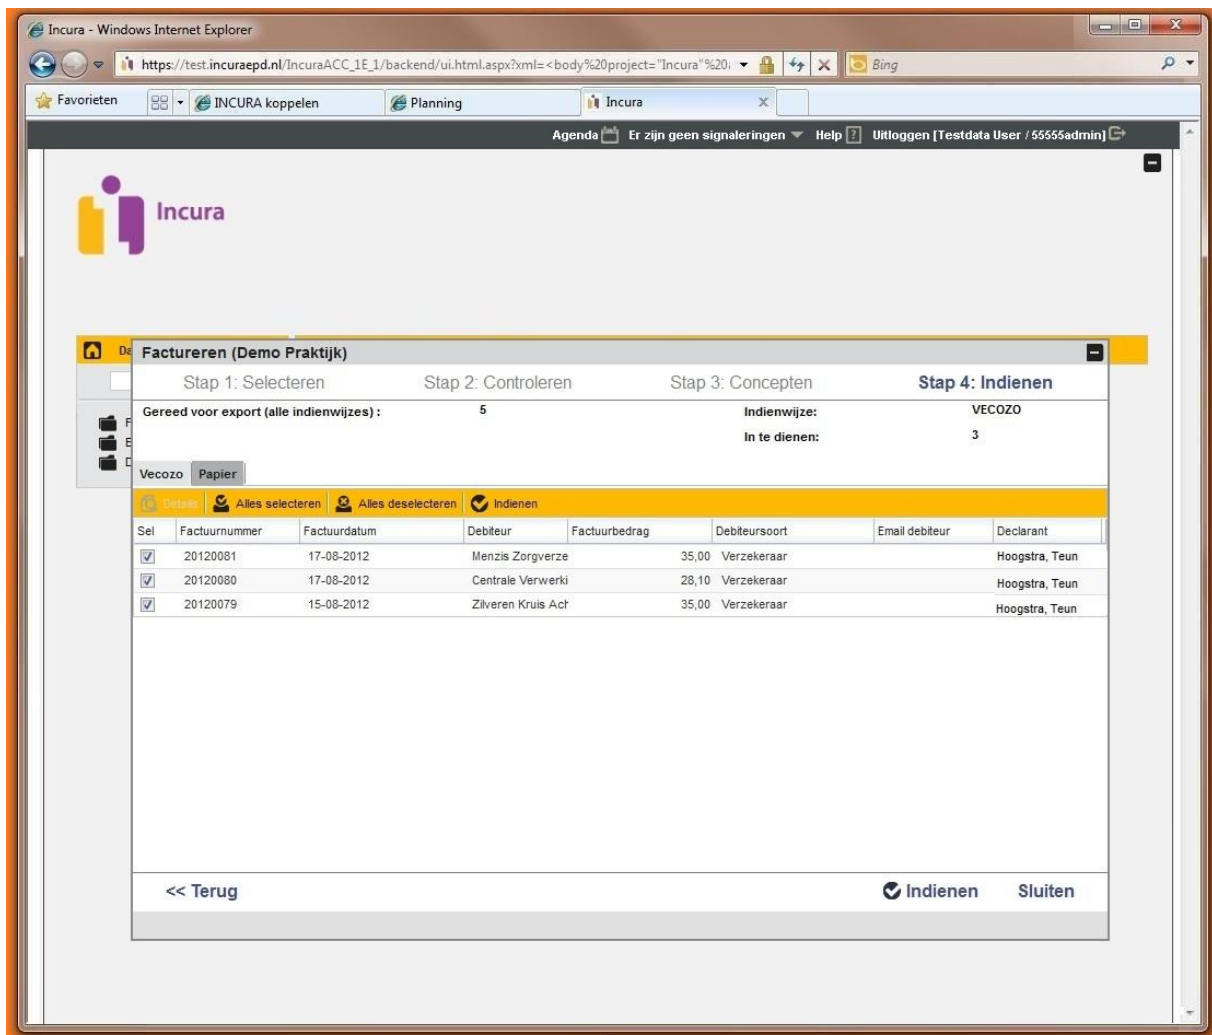 Incura - Windows Internet Explorer
https://test.incuraepd.nl/IncuraACC_1E_1/backend/ui.html.aspx?xml=<body%20project="Incura"%20; Bing
Favorieten INCURA koppelen Planning Incura
Agenda Er zijn geen signaleringen Help ? Uitloggen [Testdata User / 55555admin]
Incura
Da
Factureren (Demo Praktijk)
Stap 1: Selecteren Stap 2: Controleren Stap 3: Concepten Stap 4: Indienen
Gereed voor export (alle indienwijzes) : 5 Indienwijze: VECOZO
F
In te dienen: 3
E
D
Vecozo Papier
Details Alles selecteren Alles deselecteren Indienen
Sel Factuurnummer Factuurdatum Debiteur Factuurbedrag Debiteursoort Email debiteur Declarant
20120081 17-08-2012 Menzis Zorgverze 35,00 Verzekeraar Hoogstra, Teun
20120080 17-08-2012 Centrale Verwerki 28,10 Verzekeraar Hoogstra, Teun
20120079 15-08-2012 Zilveren Kruis Ach 35,00 Verzekeraar Hoogstra, Teun
<< Terug Indienen Sluiten